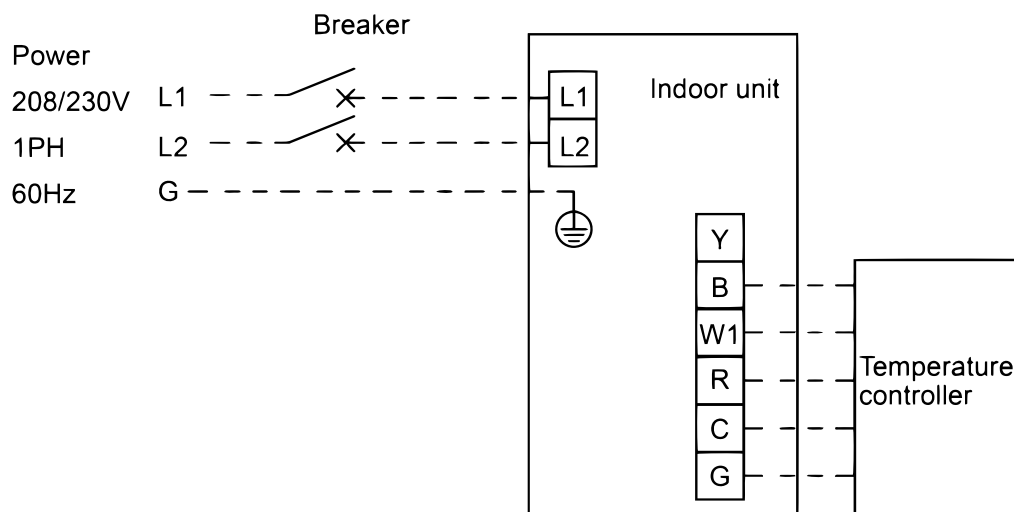 Breaker
Power
208/230V L1
1PH L2
60Hz G
L1
L2
Indoor unit
Y
B
W1
R
C
G
Temperature
controller